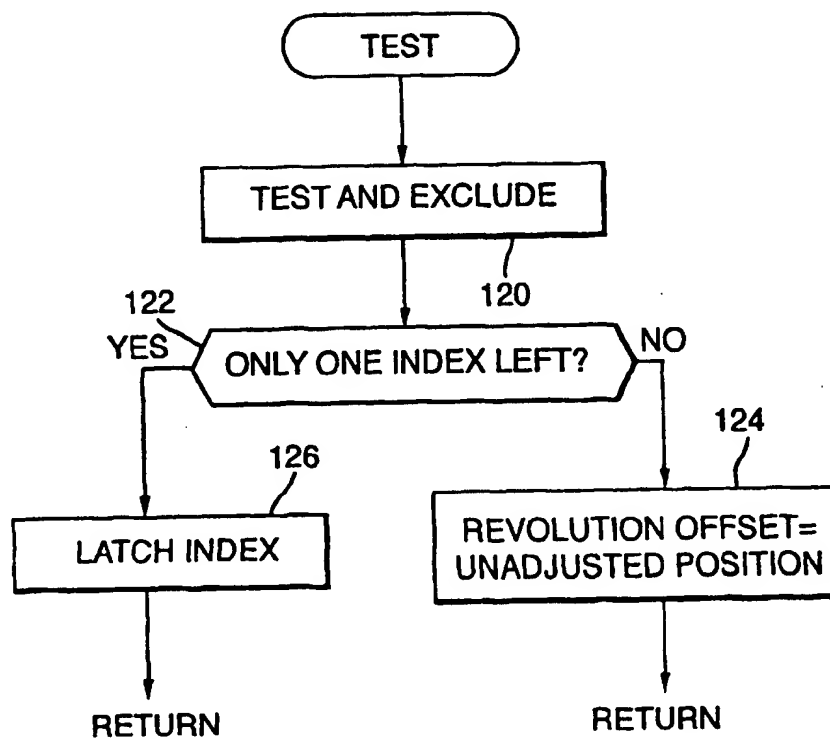 TEST
TEST AND EXCLUDE
120
122
YES
ONLY ONE INDEX LEFT?
NO
124
126
LATCH INDEX
REVOLUTION OFFSET=
UNADJUSTED POSITION
RETURN
RETURN